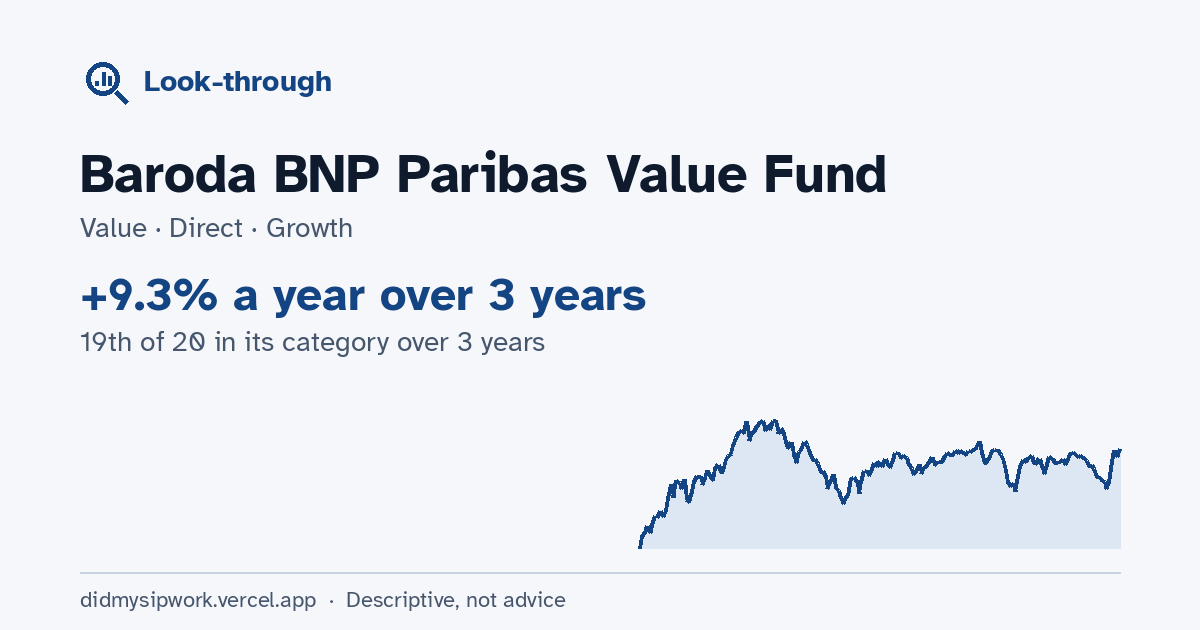 Look-through
Baroda BNP Paribas Value Fund
Value · Direct · Growth
+9.3% a year over 3 years
19th of 20 in its category over 3 years
didmysipwork.vercel.app · Descriptive, not advice